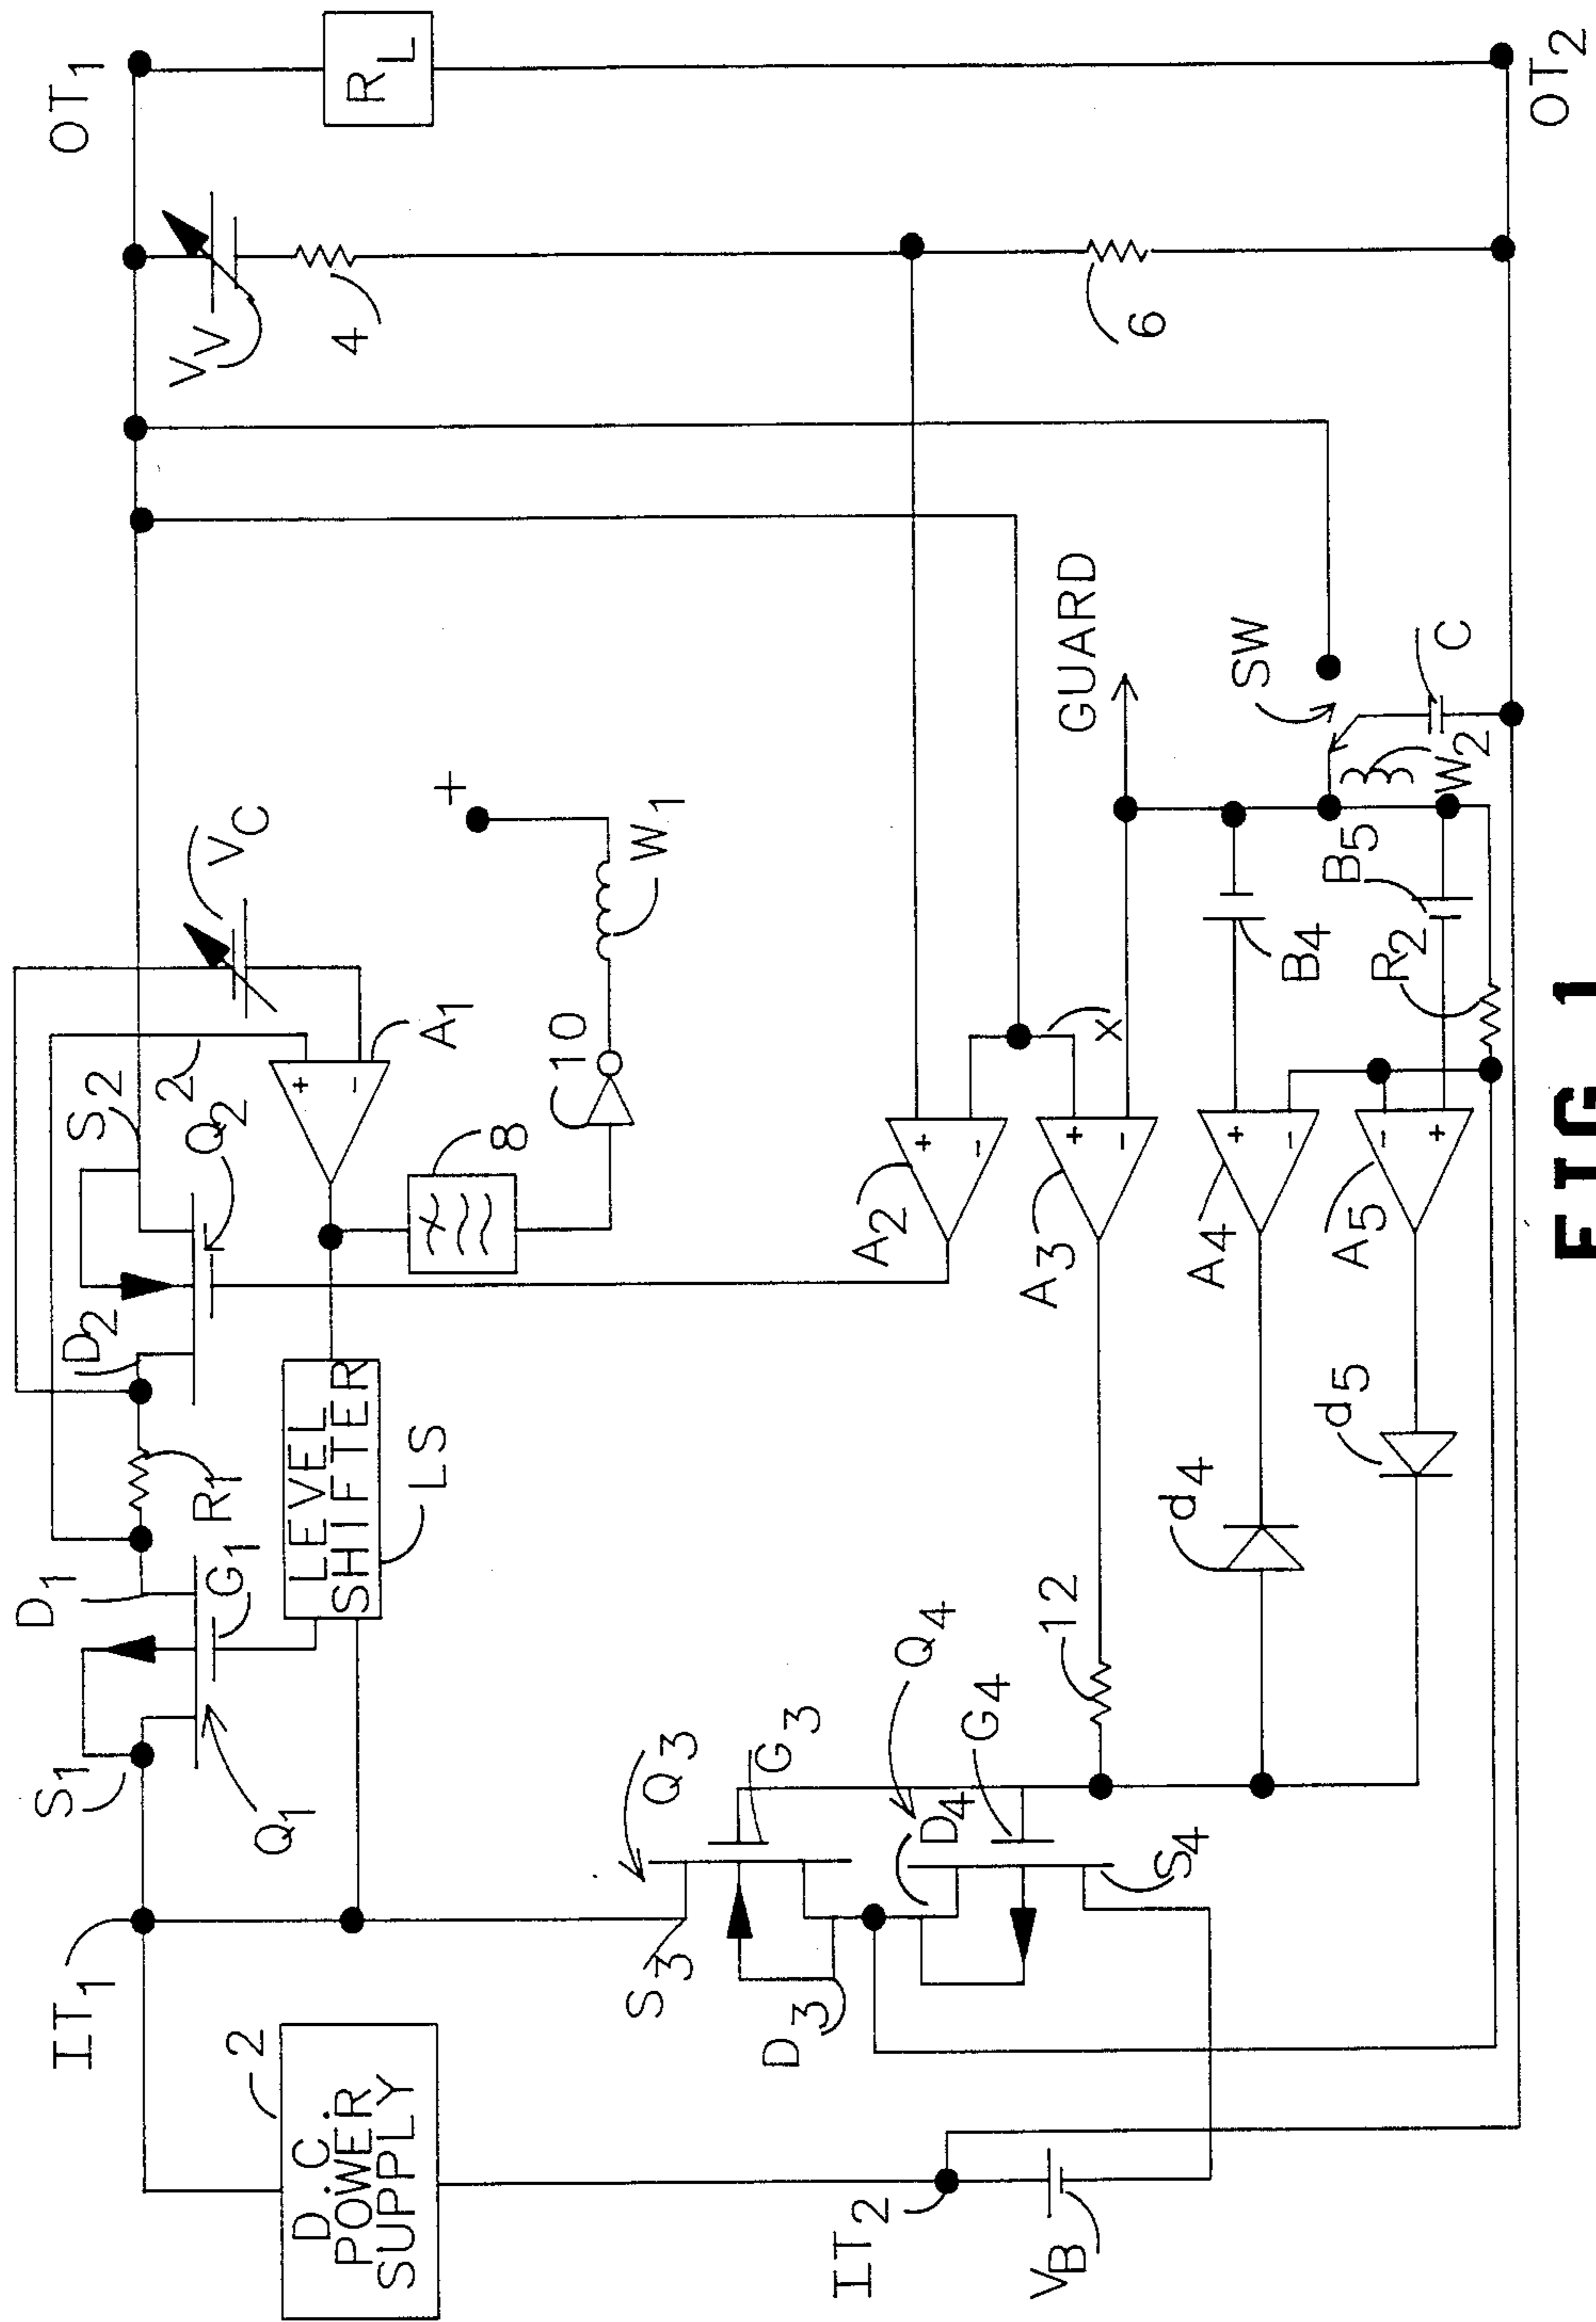 IT1
S1
D1
D2
S2
OT1
Q1
G1
R1
Q2
2
VC
VV
RL
D.C.
POWER
SUPPLY
2
LEVEL
SHIFTER
LS
+
-
A1
8
10
W1
+
4
S3
Q3
G3
D3
Q4
D4
G4
S4
12
A2
+
-
A3
+
-
x
GUARD
6
IT2
VB
d4
d5
A4
+
-
A5
-
+
B4
B5
R2
SW
3
W2
C
OT2
FIG 1